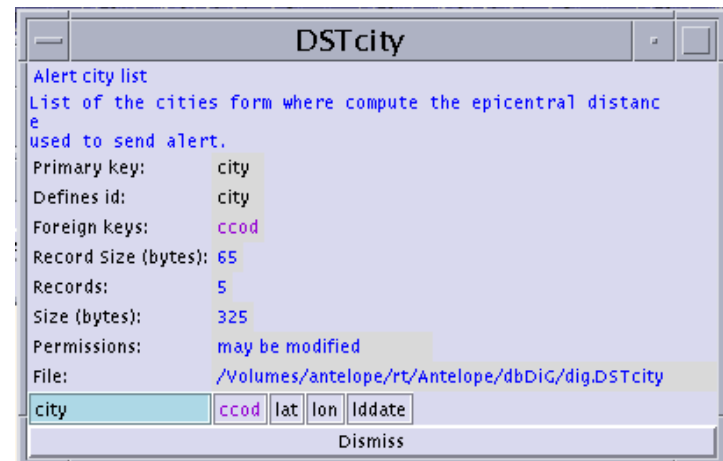 DSTcity
Alert city list
List of the cities form where compute the epicentral distanc
e
used to send alert.
Primary key: city
Defines id: city
Foreign keys: ccod
Record Size (bytes): 65
Records: 5
Size (bytes): 325
Permissions: may be modified
File: /Volumes/antelope/rt/Antelope/dbDiG/dig.DSTcity
city ccod lat lon lddate
Dismiss